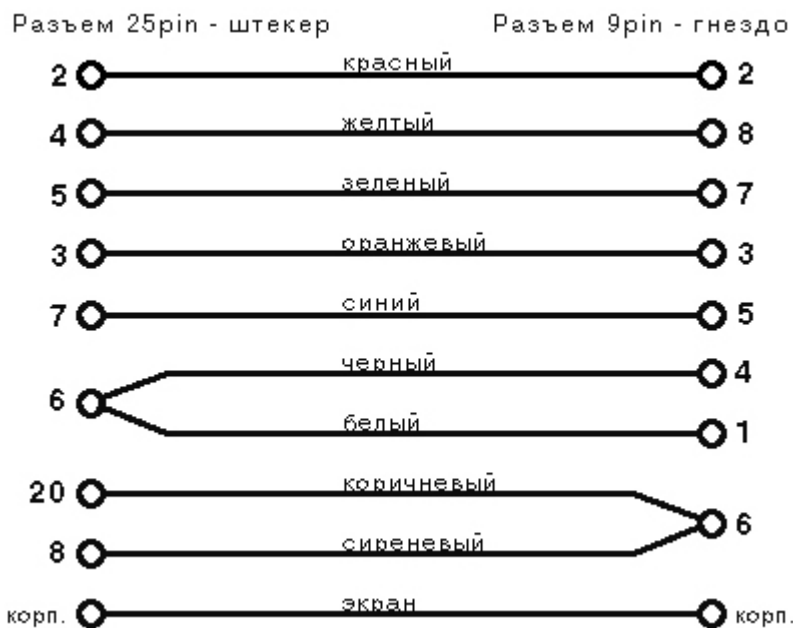 Разъем 25pin - штекер Разъем 9pin - гнездо
2 красный 2
4 желтый 8
5 зеленый 7
3 оранжевый 3
7 синий 5
черный 4
6
белый 1
20 коричневый
6
8 сиреневый
корп. экран корп.